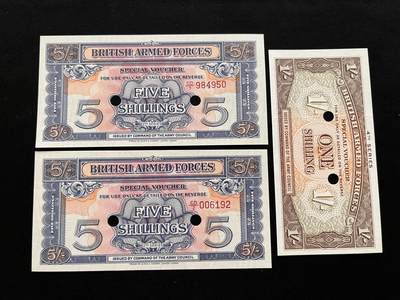 5/-
5/-
BRITISH ARMED FORCES
SPECIAL VOUCHER
FOR USE ONLY AS DETAILED ON THE REVERSE
984950
5
FIVE
SHILLINGS
5
5/-
5/-
ISSUED BY COMMAND OF THE ARMY COUNCIL
5/-
5/-
BRITISH ARMED FORCES
SPECIAL VOUCHER
FOR USE ONLY AS DETAILED ON THE REVERSE
006192
5
FIVE
SHILLINGS
5
5/-
5/-
ISSUED BY COMMAND OF THE ARMY COUNCIL
4TH SERIES
1/-
1/-
BRITISH ARMED FORCES
SPECIAL VOUCHER
ONE
SHILLING
1/-
1/-